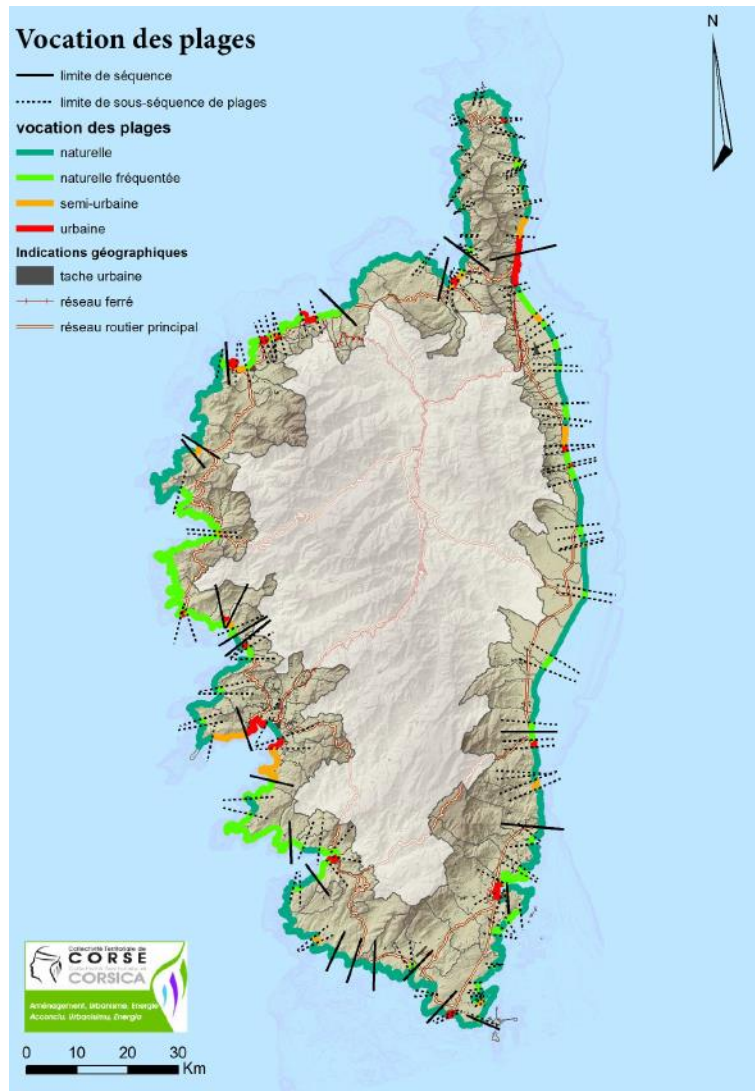 Vocation des plages
limite de séquence
limite de sous-séquence de plages
vocation des plages
naturelle
naturelle fréquentée
semi-urbaine
urbaine
Indications géographiques
tache urbaine
réseau ferré
réseau routier principal
N
Collectivité Territoriale de
CORSE
CORSICA
Aménagement, Urbanisme, Energie
Acconciu, Urbanisimu, Energia
0 10 20 30
Km